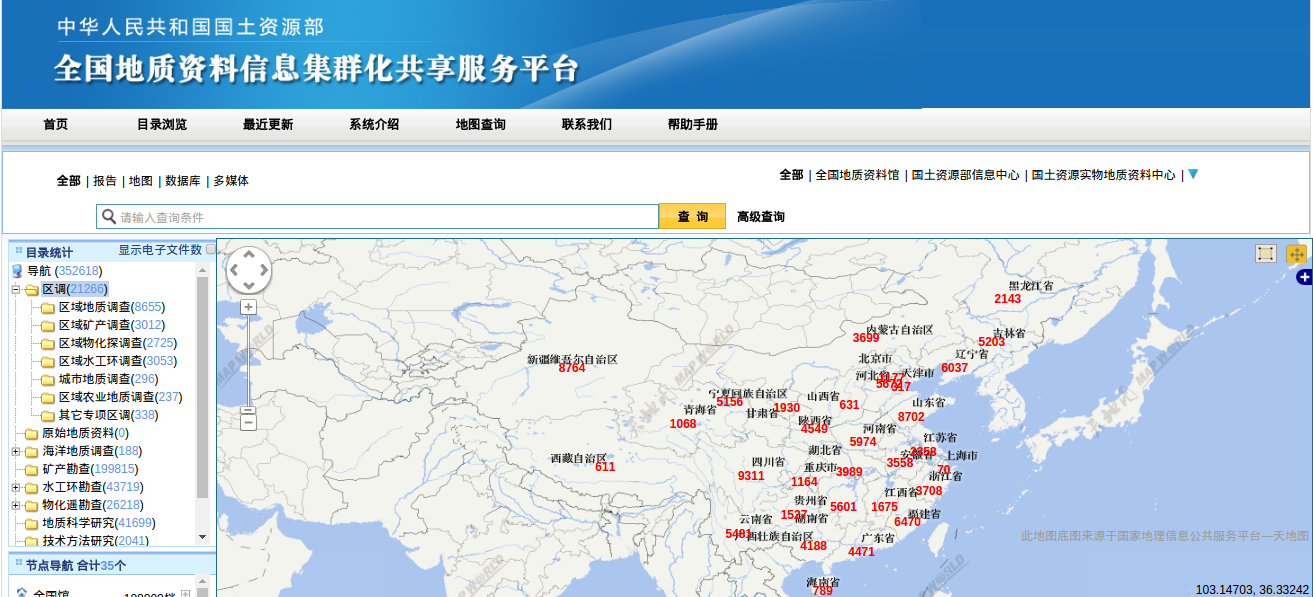 中华人民共和国国土资源部
全国地质资料信息集群化共享服务平台
首页 目录浏览 最近更新 系统介绍 地图查询 联系我们 帮助手册
全部 | 报告 | 地图 | 数据库 | 多媒体
全部 | 全国地质资料馆 | 国土资源部信息中心 | 国土资源实物地质资料中心 |
请输入查询条件 查 询 高级查询
目录统计 显示电子文件数
导航 (352618)
区调(21266)
区域地质调查(8655)
区域矿产调查(3012)
区域物化探调查(2725)
区域水工环调查(3053)
城市地质调查(296)
区域农业地质调查(237)
其它专项区调(338)
原始地质资料(0)
海洋地质调查(188)
矿产勘查(199815)
水工环勘查(43719)
物化遥勘查(26218)
地质科学研究(41699)
技术方法研究(2041)
节点导航 合计35个
全国馆
黑龙江省
2143
内蒙古自治区
3699
吉林省
5203
辽宁省
6037
北京市
河北省
天津市
617
新疆维吾尔自治区
8764
宁夏回族自治区
5156
山西省
631
山东省
8702
青海省
1068
甘肃省
1930
陕西省
4549
河南省
5974
江苏省
2358
安徽省
3558
上海市
70
湖北省
3989
西藏自治区
611
四川省
9311
重庆市
1164
浙江省
3708
江西省
1675
贵州省
1527
湖南省
5601
福建省
6470
云南省
5481
广西壮族自治区
4188
广东省
4471
海南省
789
MAP WORLD
MAP WORLD
MAP WORLD
此地图底图来源于国家地理信息公共服务平台—天地图
103.14703, 36.33242